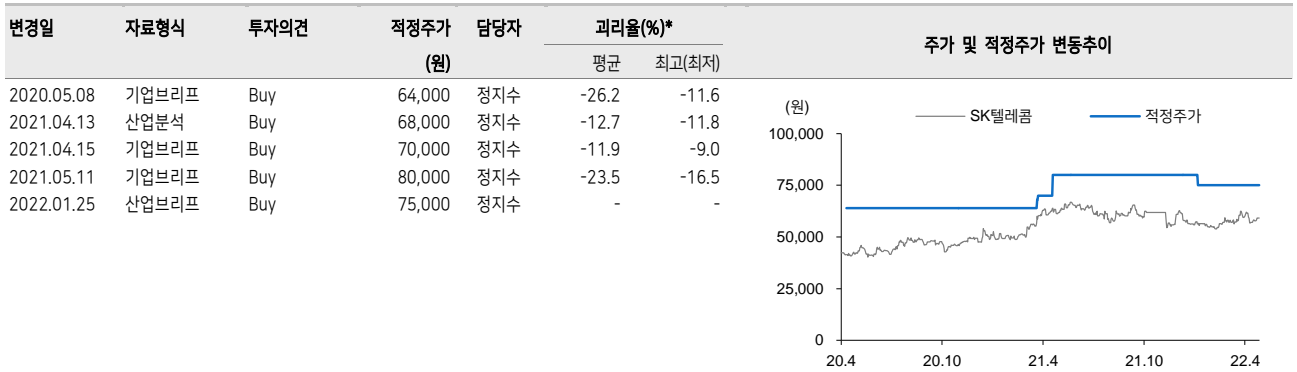 변경일 자료형식 투자의견 적정주가 담당자 괴리율(%)* 주가 및 적정주가 변동추이
(원) 평균 최고(최저)
2020.05.08 기업브리프 Buy 64,000 정지수 -26.2 -11.6
2021.04.13 산업분석 Buy 68,000 정지수 -12.7 -11.8
2021.04.15 기업브리프 Buy 70,000 정지수 -11.9 -9.0
2021.05.11 기업브리프 Buy 80,000 정지수 -23.5 -16.5
2022.01.25 산업브리프 Buy 75,000 정지수 - -
(원) SK텔레콤 적정주가
100,000
75,000
50,000
25,000
0
20.4 20.10 21.4 21.10 22.4